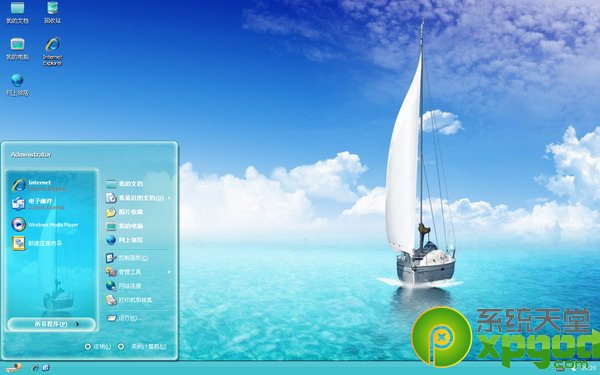 我的文档
回收站
我的电脑
Internet
Explorer
网上邻居
Administrator
Internet
Internet Explorer
电子邮件
Outlook Express
Windows Media Player
新建连接向导
所有程序(P)
我的文档
我最近的文档(D)
图片收藏
我的电脑
网上邻居
控制面板(C)
管理工具
网络连接
打印机和传真
运行(R)...
注销(L)
关闭计算机(U)
系统天堂
xpgod